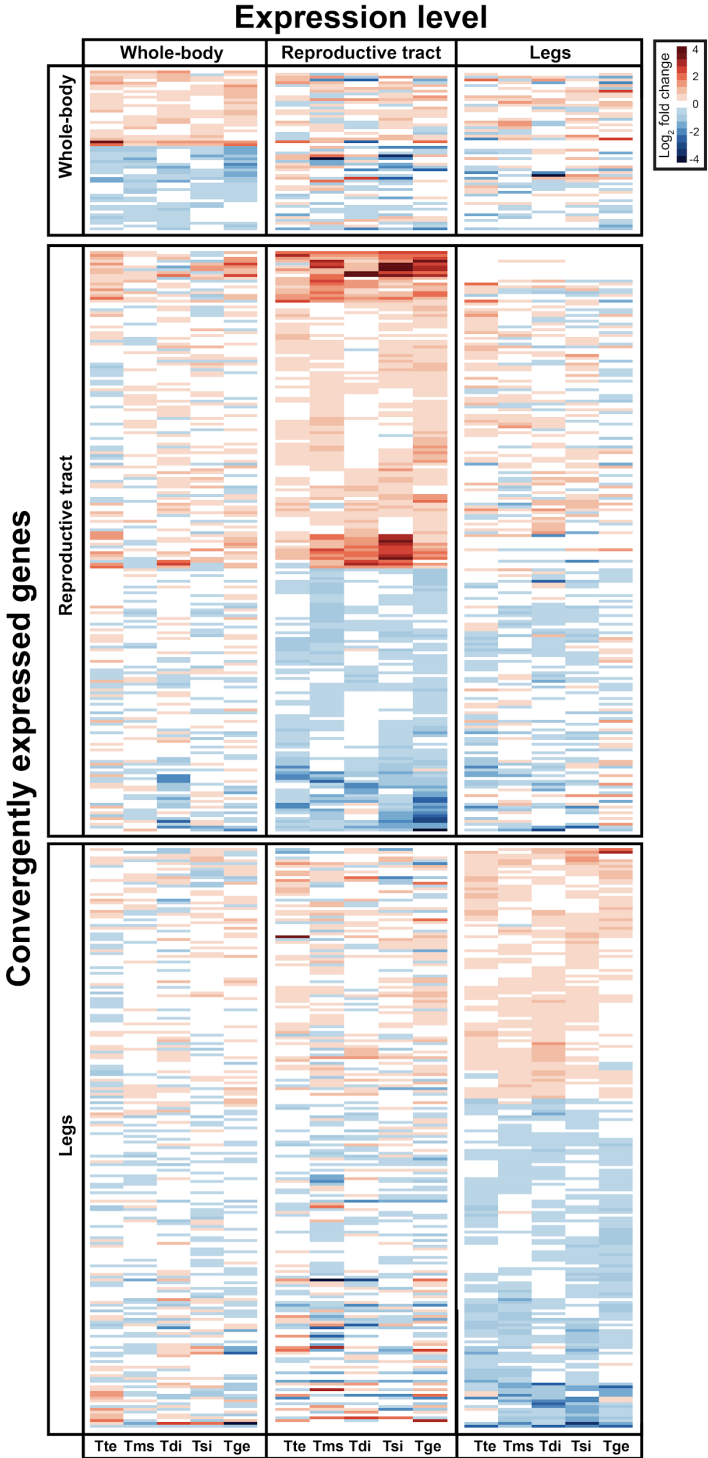 Expression level
Whole-body Reproductive tract Legs
Log2 fold change
4
2
0
-2
-4
Convergently expressed genes
Whole-body
Reproductive tract
Legs
Tte Tms Tdi Tsi Tge Tte Tms Tdi Tsi Tge Tte Tms Tdi Tsi Tge